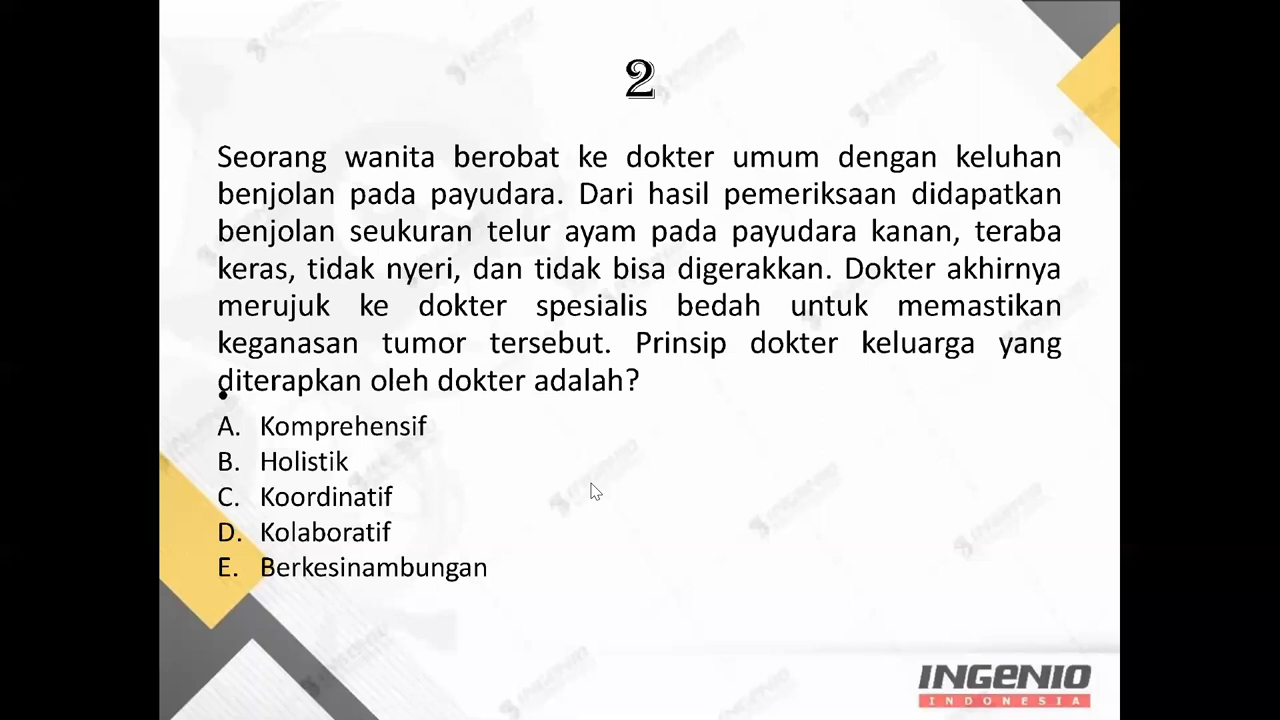 2
Seorang wanita berobat ke dokter umum dengan keluhan
benjolan pada payudara. Dari hasil pemeriksaan didapatkan
benjolan seukuran telur ayam pada payudara kanan, teraba
keras, tidak nyeri, dan tidak bisa digerakkan. Dokter akhirnya
merujuk ke dokter spesialis bedah untuk memastikan
keganasan tumor tersebut. Prinsip dokter keluarga yang
diterapkan oleh dokter adalah?
A. Komprehensif
B. Holistik
C. Koordinatif
D. Kolaboratif
E. Berkesinambungan
INGENIO
INDONESIA